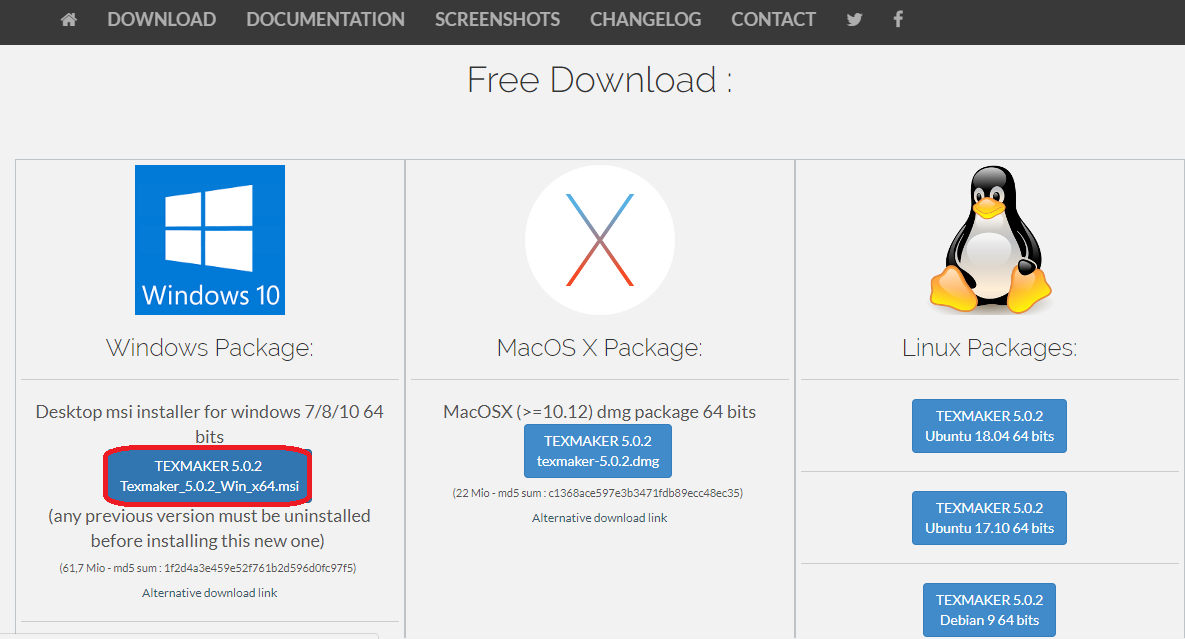 DOWNLOAD DOCUMENTATION SCREENSHOTS CHANGELOG CONTACT
Free Download :
Windows 10
Windows Package:
Desktop msi installer for windows 7/8/10 64
bits
TEXMAKER 5.0.2
Texmaker_5.0.2_Win_x64.msi
(any previous version must be uninstalled
before installing this new one)
(61,7 Mio - md5 sum : 1f2d4a3e459e52f761b2d596d0fc97f5)
Alternative download link
MacOS X Package:
MacOSX (>=10.12) dmg package 64 bits
TEXMAKER 5.0.2
texmaker-5.0.2.dmg
(22 Mio - md5 sum : c1368ace597e3b3471fdb89ecc48ec35)
Alternative download link
Linux Packages:
TEXMAKER 5.0.2
Ubuntu 18.04 64 bits
TEXMAKER 5.0.2
Ubuntu 17.10 64 bits
TEXMAKER 5.0.2
Debian 9 64 bits